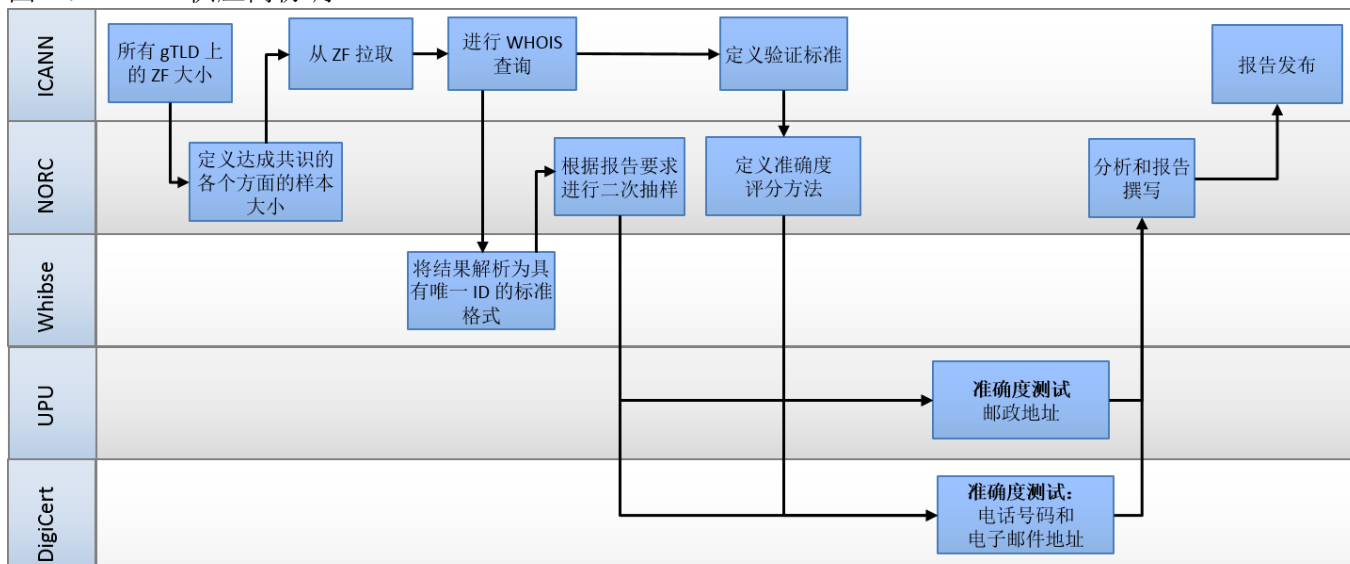 ICANN
所有 gTLD 上
的 ZF 大小
从 ZF 拉取
进行 WHOIS
查询
定义验证标准
报告发布
NORC
定义达成共识的
各个方面的样本
大小
根据报告要求
进行二次抽样
定义准确度
评分方法
分析和报告
撰写
Whibse
将结果解析为具
有唯一 ID 的标准
格式
UPU
准确度测试
邮政地址
DigiCert
准确度测试：
电话号码和
电子邮件地址